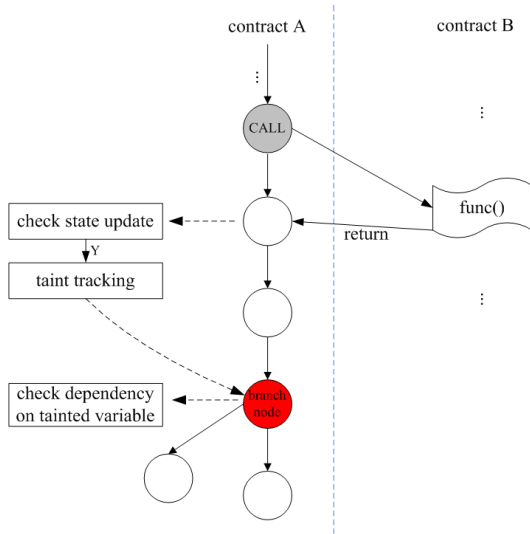 contract A
contract B
...
CALL
...
func()
check state update
return
Y
taint tracking
...
branch
node
check dependency
on tainted variable